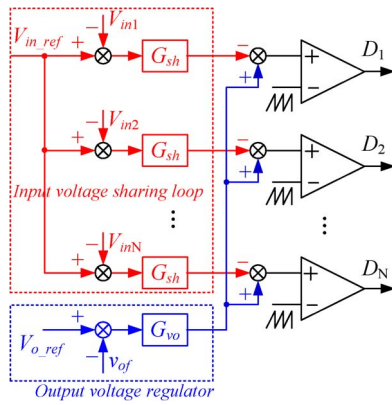 V_in_ref + − V_in1 G_sh − + + − D_1
+ − V_in2 G_sh − + + − D_2
Input voltage sharing loop
⋮ ⋮
+ − V_inN G_sh − + + − D_N
V_o_ref + − v_of G_vo
Output voltage regulator